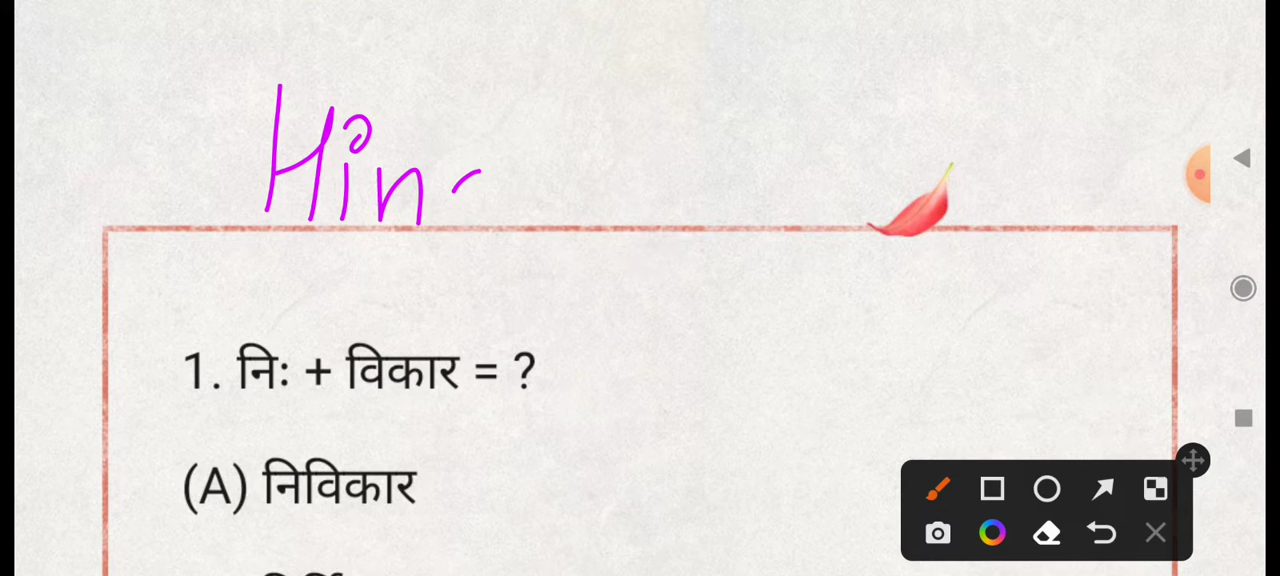 Hin
1. निः + विकार = ?
(A) निविकार